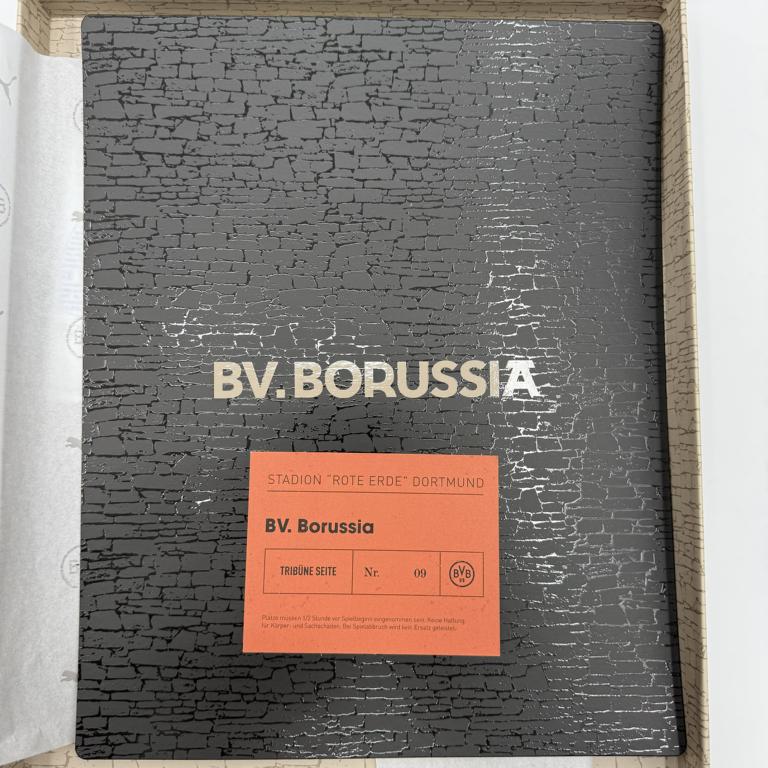 BV. BORUSSIA
STADION "ROTE ERDE" DORTMUND
BV. Borussia
TRIBÜNE SEITE
Nr. 09
BVB
09
Plätze müssen 1/2 Stunde vor Spielbeginn eingenommen sein. Keine Haftung
für Körper- und Sachschäden. Bei Spielabbruch wird kein Ersatz geleistet.